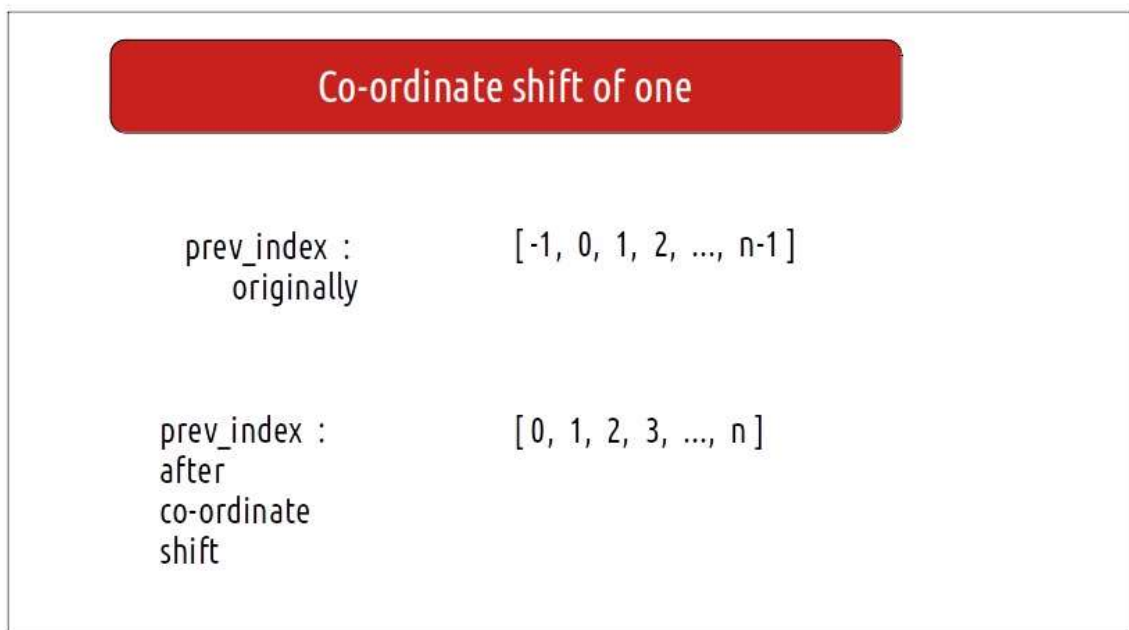 Co-ordinate shift of one
prev_index : [ -1, 0, 1, 2, ..., n-1 ]
originally
prev_index : [ 0, 1, 2, 3, ..., n ]
after
co-ordinate
shift